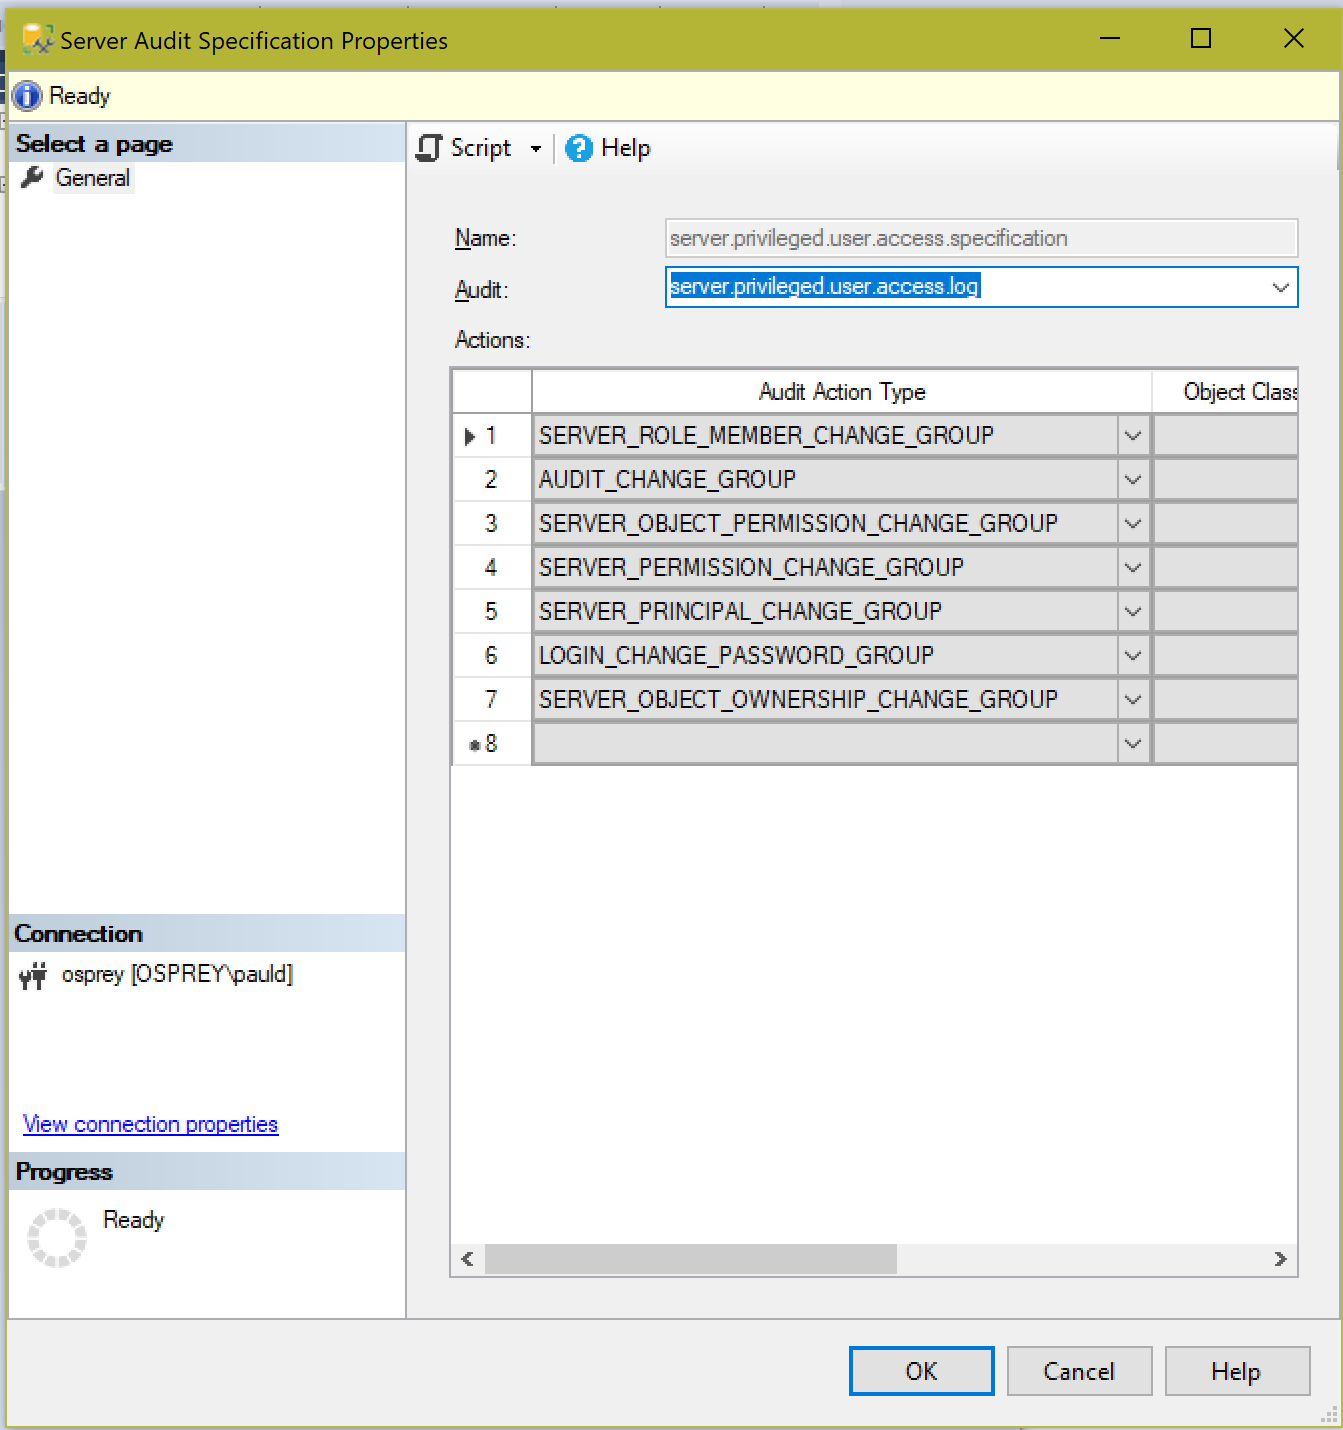 Server Audit Specification Properties
Ready
Select a page
General
Script
Help
Name:
server.privileged.user.access.specification
Audit:
server.privileged.user.access.log
Actions:
Audit Action Type
Object Class
1 SERVER_ROLE_MEMBER_CHANGE_GROUP
2 AUDIT_CHANGE_GROUP
3 SERVER_OBJECT_PERMISSION_CHANGE_GROUP
4 SERVER_PERMISSION_CHANGE_GROUP
5 SERVER_PRINCIPAL_CHANGE_GROUP
6 LOGIN_CHANGE_PASSWORD_GROUP
7 SERVER_OBJECT_OWNERSHIP_CHANGE_GROUP
8
Connection
osprey [OSPREY\pauld]
View connection properties
Progress
Ready
OK
Cancel
Help